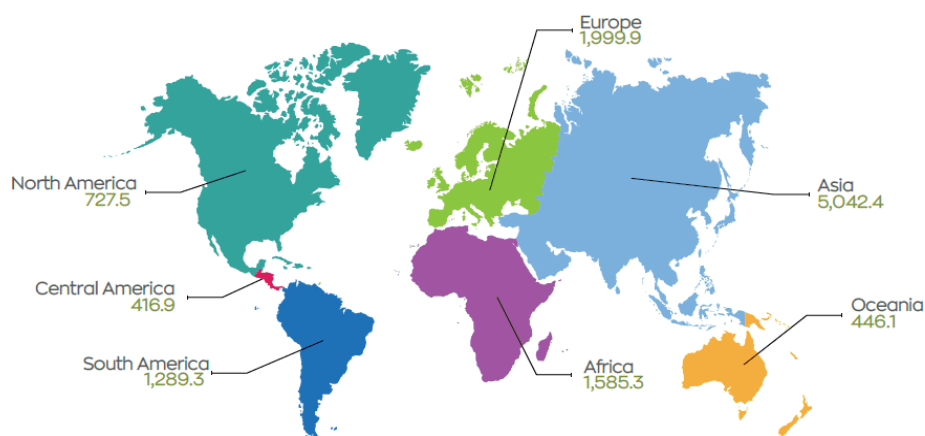 Europe
1,999.9
North America
727.5
Asia
5,042.4
Central America
416.9
Oceania
446.1
South America
1,289.3
Africa
1,585.3